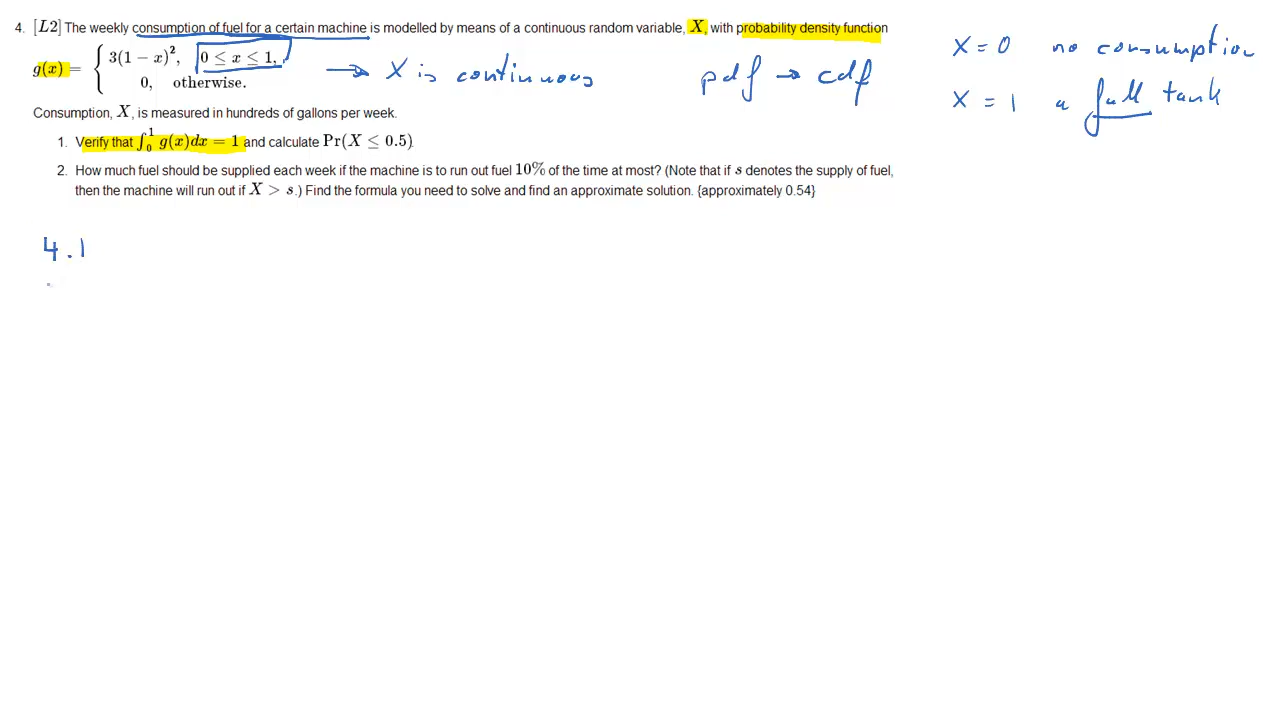 4. [L2] The weekly consumption of fuel for a certain machine is modelled by means of a continuous random variable, X, with probability density function
g(x) = { 3(1 − x)², 0 ≤ x ≤ 1,
0, otherwise.
→ X is continuous
pdf → cdf
X = 0 no consumption
X = 1 a full tank
Consumption, X, is measured in hundreds of gallons per week.
1. Verify that ∫₀¹ g(x)dx = 1 and calculate Pr(X ≤ 0.5)
2. How much fuel should be supplied each week if the machine is to run out fuel 10% of the time at most? (Note that if s denotes the supply of fuel,
then the machine will run out if X > s.) Find the formula you need to solve and find an approximate solution. {approximately 0.54}
4.1